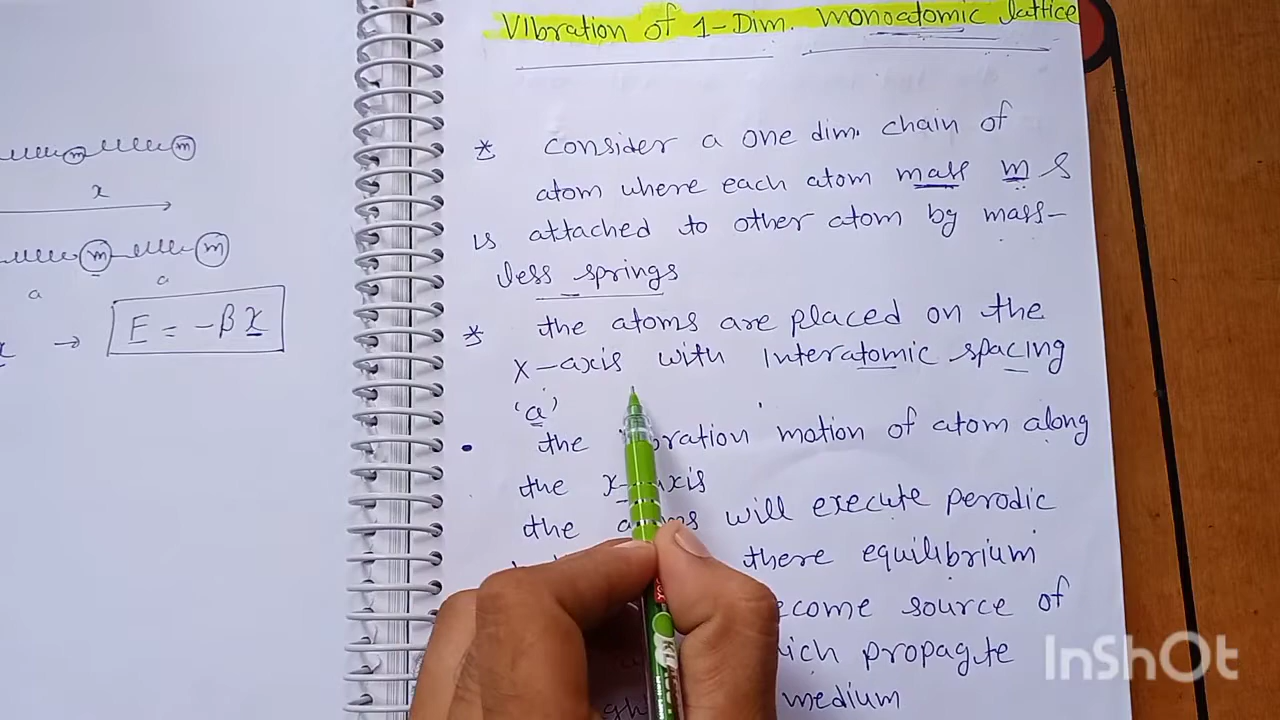 Vibration of 1-Dim. monoatomic lattice
* consider a one dim. chain of
atom where each atom mass m &
is attached to other atom by mass-
less springs
* the atoms are placed on the
x-axis with interatomic spacing
'a'
• the motion of atom along
the
the will execute perodic
there equilibrium
source of
propagte
medium
m m
x
m m
a a
x → E = -βx
InShOt